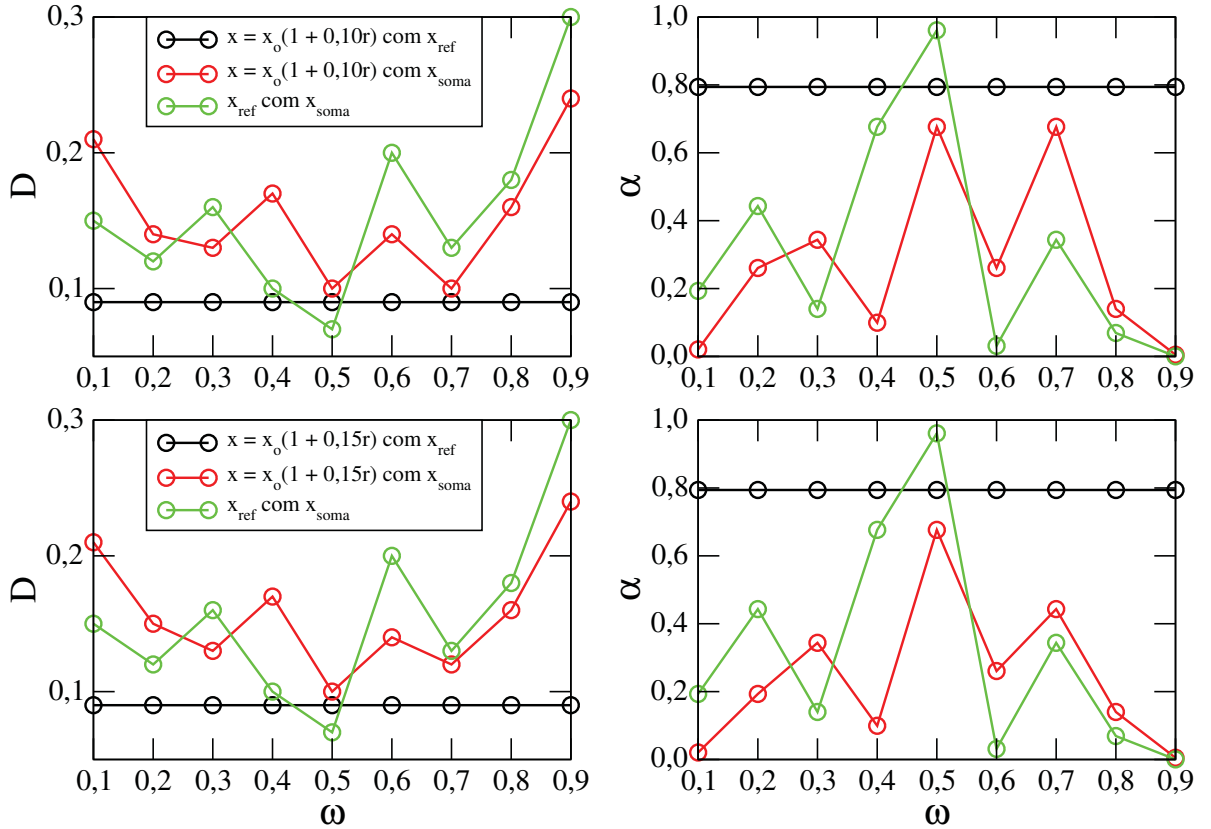 0,3
0,2
0,1
D
x = x_o(1 + 0,10r) com x_ref
x = x_o(1 + 0,10r) com x_soma
x_ref com x_soma
0,1 0,2 0,3 0,4 0,5 0,6 0,7 0,8 0,9
1,0
0,8
0,6
0,4
0,2
0,0
α
0,1 0,2 0,3 0,4 0,5 0,6 0,7 0,8 0,9
0,3
0,2
0,1
D
x = x_o(1 + 0,15r) com x_ref
x = x_o(1 + 0,15r) com x_soma
x_ref com x_soma
0,1 0,2 0,3 0,4 0,5 0,6 0,7 0,8 0,9
ω
1,0
0,8
0,6
0,4
0,2
0,0
α
0,1 0,2 0,3 0,4 0,5 0,6 0,7 0,8 0,9
ω